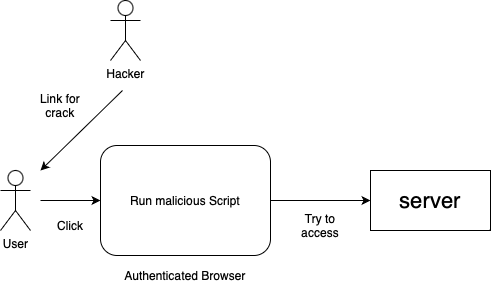 Hacker
Link for
crack
User
Click
Run malicious Script
Authenticated Browser
Try to
access
server